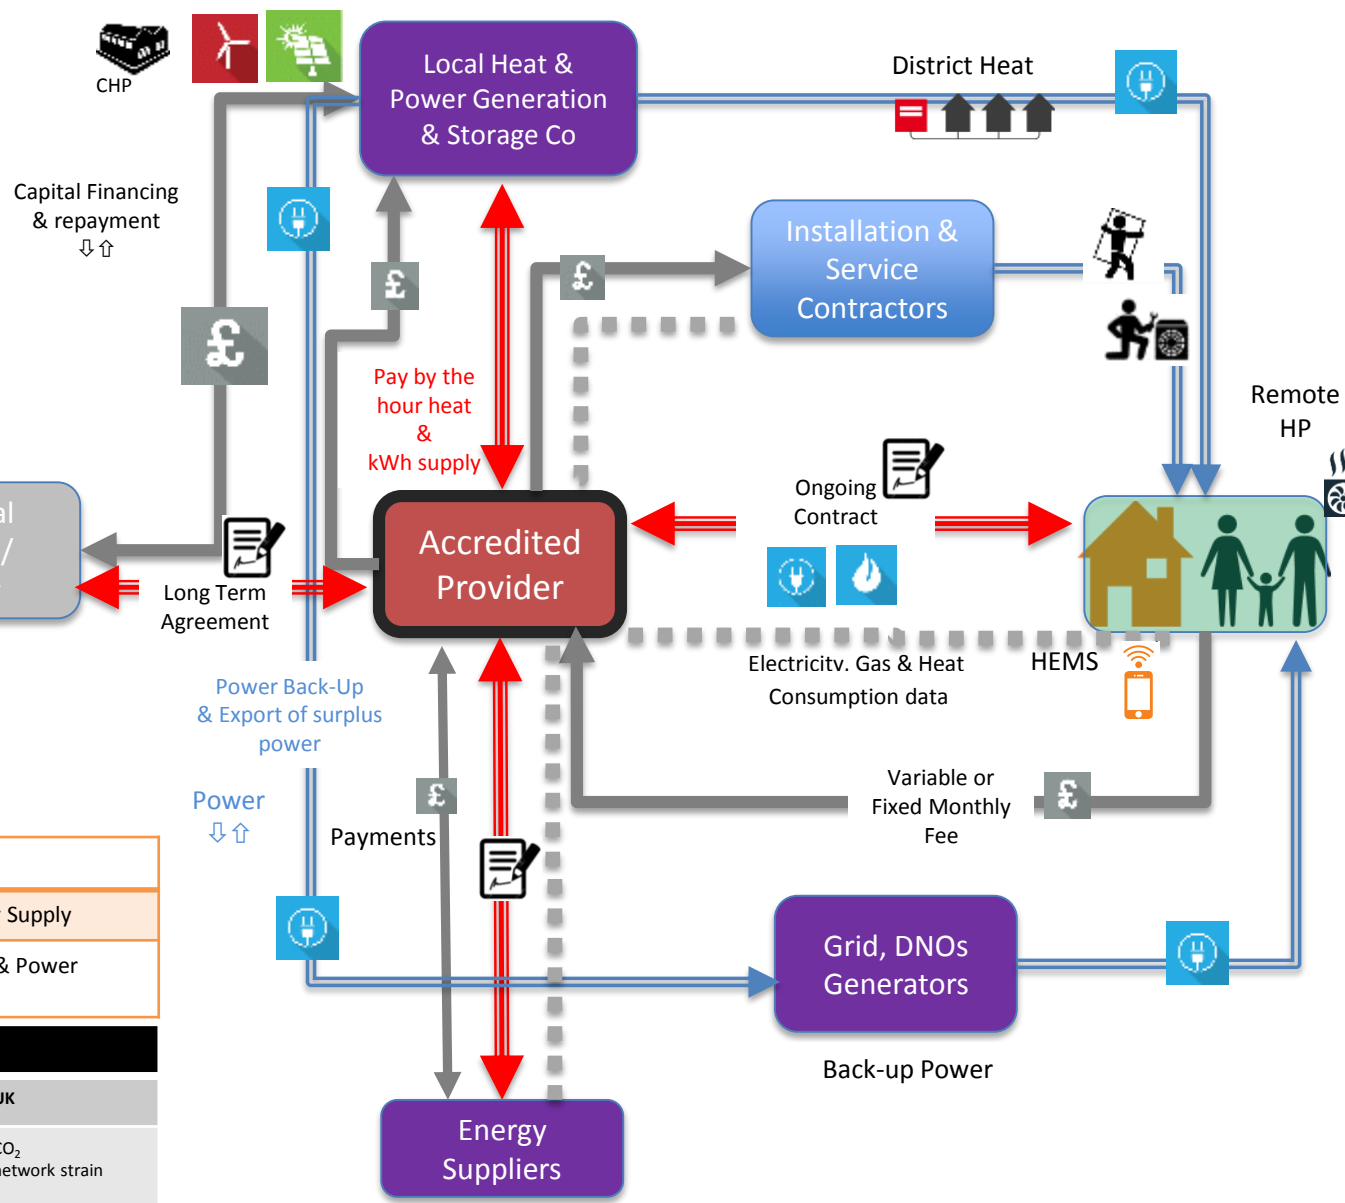 CHP
Local Heat &
Power Generation
& Storage Co
District Heat
Capital Financing
& repayment
⇩⇧
£
£
£
Installation &
Service
Contractors
Pay by the
hour heat
&
kWh supply
Remote
HP
al
/
Long Term
Agreement
Accredited
Provider
Ongoing
Contract
Electricity. Gas & Heat
Consumption data
HEMS
Power Back-Up
& Export of surplus
power
Power
⇩⇧
Payments
£
Variable or
Fixed Monthly
Fee
£
Supply
& Power
UK
CO₂
network strain
Grid, DNOs
Generators
Back-up Power
Energy
Suppliers